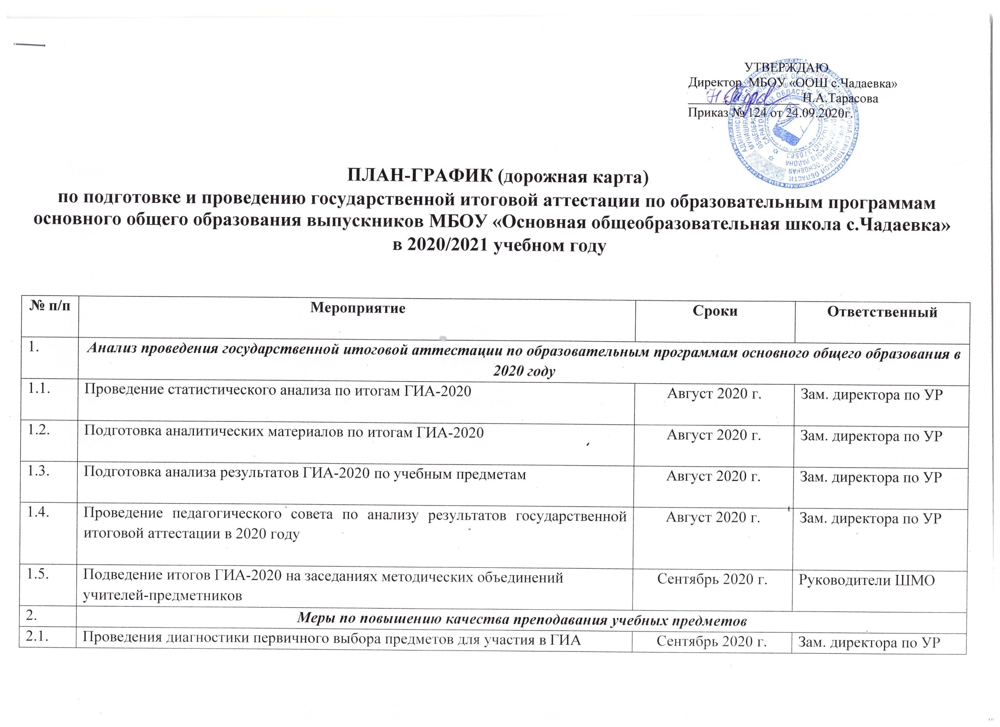 УТВЕРЖДАЮ
Директор МБОУ «ООШ с.Чадаевка»
Н.А.Тарасова
Приказ № 124 от 24.09.2020г.
ПЛАН-ГРАФИК (дорожная карта)
по подготовке и проведению государственной итоговой аттестации по образовательным программам
основного общего образования выпускников МБОУ «Основная общеобразовательная школа с.Чадаевка»
в 2020/2021 учебном году
№ п/п Мероприятие Сроки Ответственный
1. Анализ проведения государственной итоговой аттестации по образовательным программам основного общего образования в
2020 году
1.1. Проведение статистического анализа по итогам ГИА-2020 Август 2020 г. Зам. директора по УР
1.2. Подготовка аналитических материалов по итогам ГИА-2020 Август 2020 г. Зам. директора по УР
1.3. Подготовка анализа результатов ГИА-2020 по учебным предметам Август 2020 г. Зам. директора по УР
1.4. Проведение педагогического совета по анализу результатов государственной Август 2020 г. Зам. директора по УР
итоговой аттестации в 2020 году
1.5. Подведение итогов ГИА-2020 на заседаниях методических объединений Сентябрь 2020 г. Руководители ШМО
учителей-предметников
2. Меры по повышению качества преподавания учебных предметов
2.1. Проведения диагностики первичного выбора предметов для участия в ГИА Сентябрь 2020 г. Зам. директора по УР